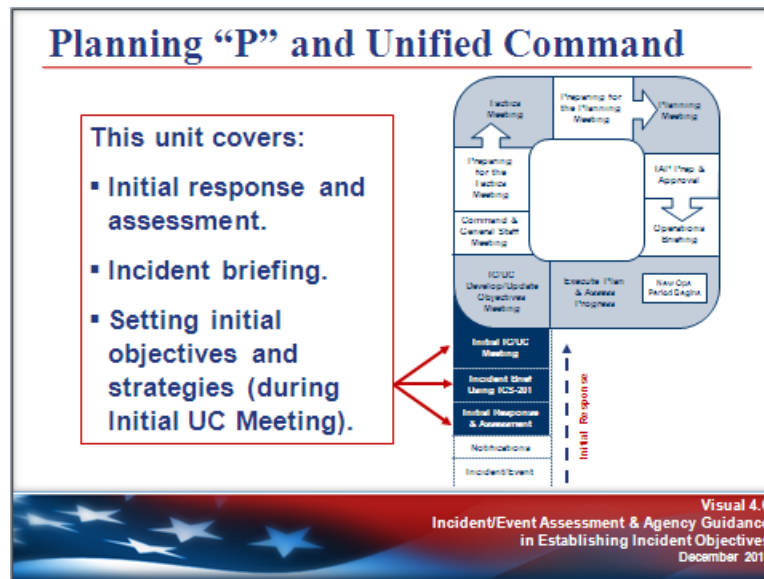 Planning “P” and Unified Command
This unit covers:
▪ Initial response and
assessment.
▪ Incident briefing.
▪ Setting initial
objectives and
strategies (during
Initial UC Meeting).
Tactics
Meeting
Preparing for
the Planning
Meeting
Planning
Meeting
Preparing
for the
Tactics
Meeting
IAP Prep &
Approval
Command &
General Staff
Meeting
Operations
Briefing
IC/UC
Develop/Update
Objectives
Meeting
Execute Plan
& Assess
Progress
New Ops
Period Begins
Initial IC/UC
Meeting
Incident Brief
Using ICS-201
Initial Response
& Assessment
Notifications
Incident/Event
Initial Response
Visual 4.
Incident/Event Assessment & Agency Guidance
in Establishing Incident Objectives
December 201